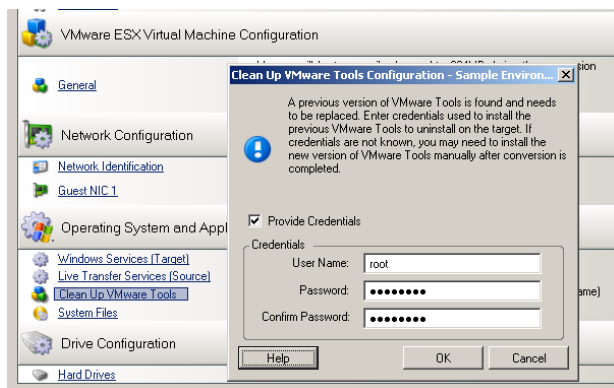 VMware ESX Virtual Machine Configuration
General
sion
Clean Up VMware Tools Configuration - Sample Environ...
A previous version of VMware Tools is found and needs
to be replaced. Enter credentials used to install the
previous VMware Tools to uninstall on the target. If
credentials are not known, you may need to install the
new version of VMware Tools manually after conversion is
completed.
Network Configuration
Network Identification
Guest NIC 1
Provide Credentials
Operating System and Appl
Credentials
Windows Services (Target)
User Name: root
Live Transfer Services (Source)
Clean Up VMware Tools
Password: ●●●●●●●●
ame)
System Files
Confirm Password: ●●●●●●●●
Drive Configuration
Help OK Cancel
Hard Drives